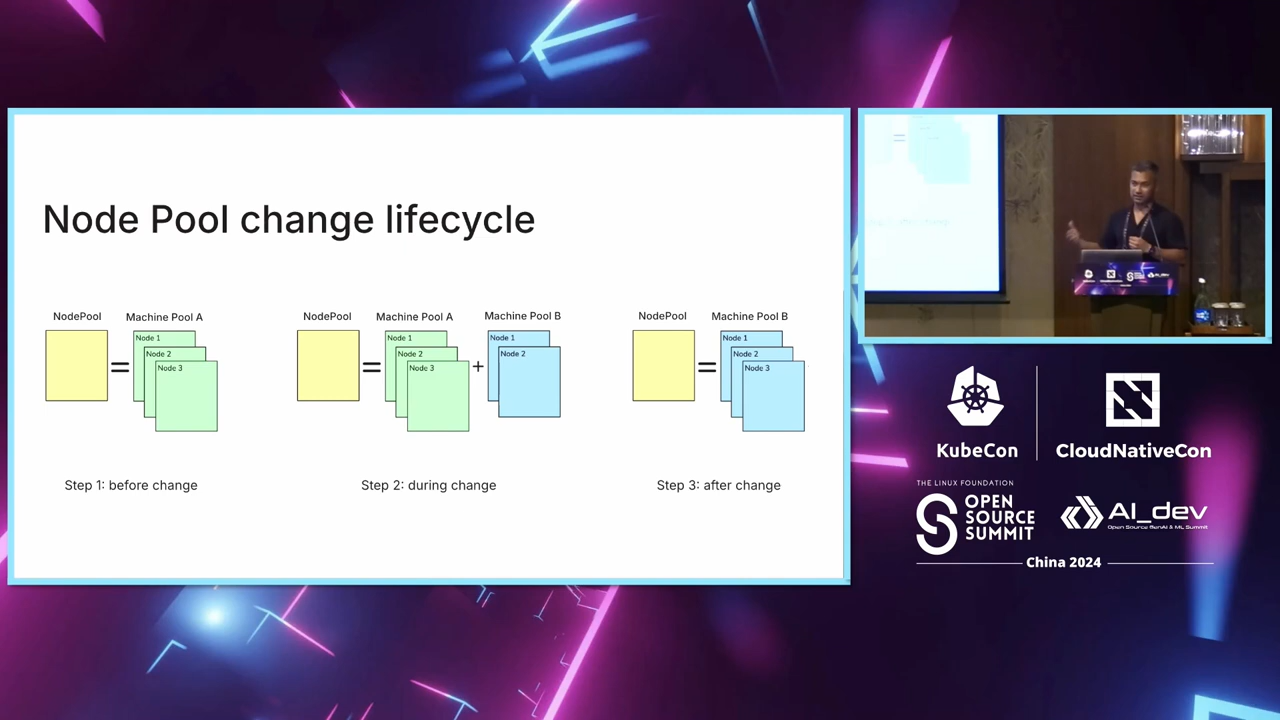 Node Pool change lifecycle
NodePool
Machine Pool A
Node 1
Node 2
Node 3
=
Step 1: before change
NodePool
Machine Pool A
Machine Pool B
Node 1
Node 2
Node 3
Node 1
Node 2
=
+
Step 2: during change
NodePool
Machine Pool B
Node 1
Node 2
Node 3
=
Step 3: after change
KubeCon
CloudNativeCon
THE LINUX FOUNDATION
OPEN
SOURCE
SUMMIT
AI_dev
Open Source GenAI & ML Summit
China 2024